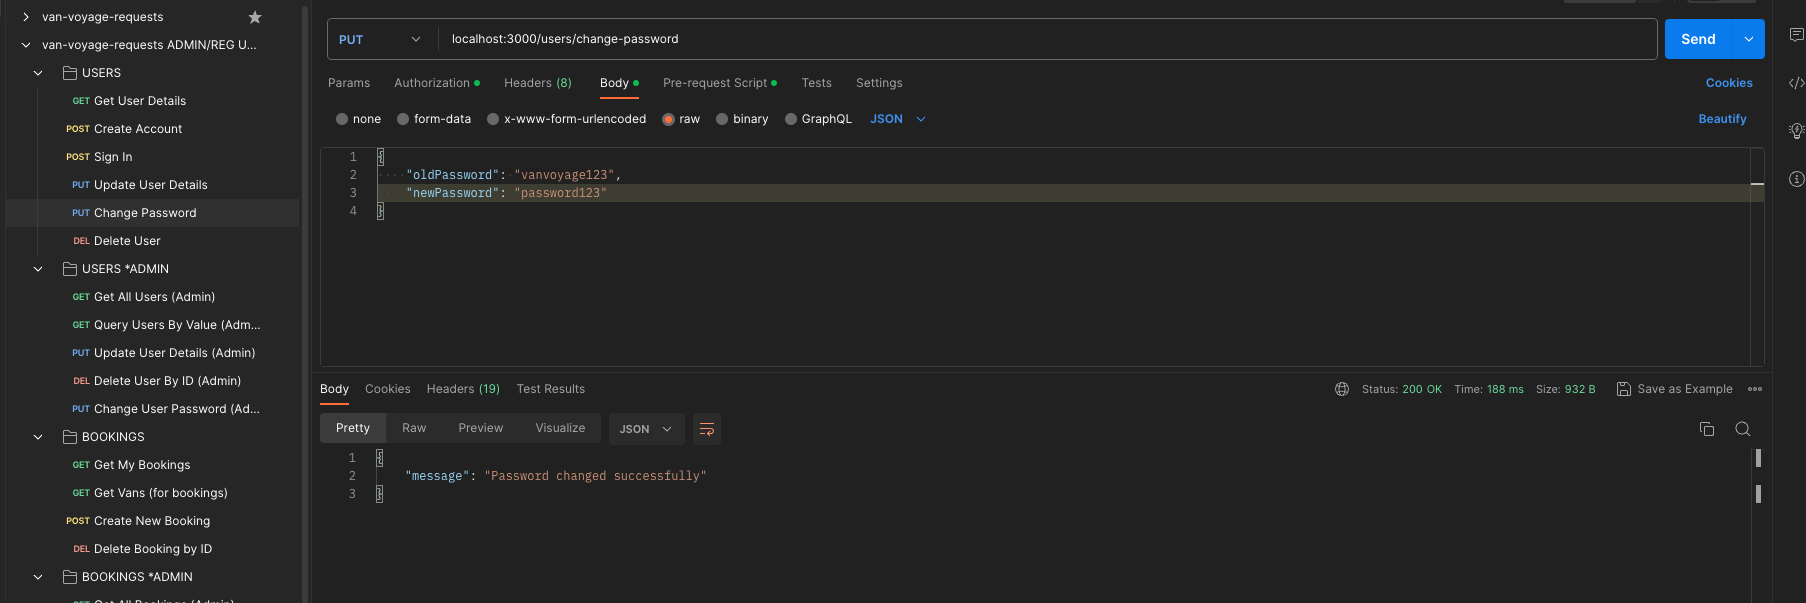 van-voyage-requests
van-voyage-requests ADMIN/REG U...
USERS
GET Get User Details
POST Create Account
POST Sign In
PUT Update User Details
PUT Change Password
DEL Delete User
USERS *ADMIN
GET Get All Users (Admin)
GET Query Users By Value (Adm...
PUT Update User Details (Admin)
DEL Delete User By ID (Admin)
PUT Change User Password (Ad...
BOOKINGS
GET Get My Bookings
GET Get Vans (for bookings)
POST Create New Booking
DEL Delete Booking by ID
BOOKINGS *ADMIN
GET Get All Bookings (Admin)
PUT localhost:3000/users/change-password Send
Params Authorization Headers (8) Body Pre-request Script Tests Settings Cookies
none form-data x-www-form-urlencoded raw binary GraphQL JSON Beautify
1 {
2 "oldPassword": "vanvoyage123",
3 "newPassword": "password123"
4 }
Body Cookies Headers (19) Test Results Status: 200 OK Time: 188 ms Size: 932 B Save as Example
Pretty Raw Preview Visualize JSON
1 {
2 "message": "Password changed successfully"
3 }